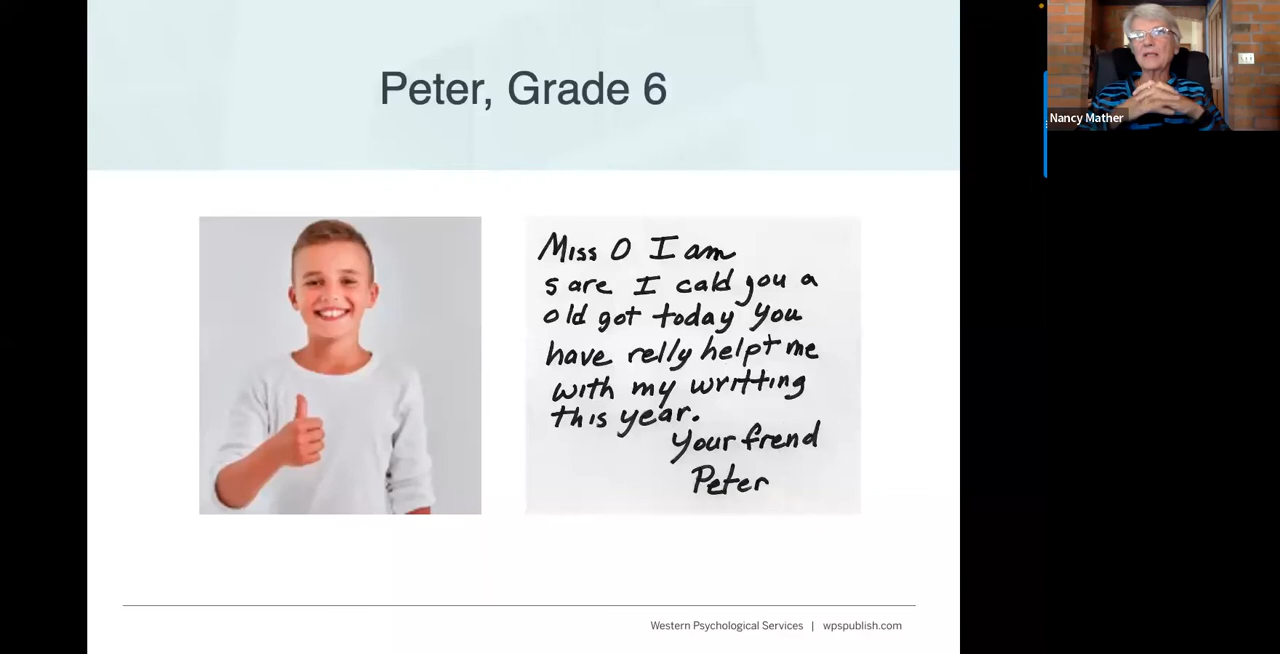 Peter, Grade 6
Nancy Mather
Miss O I am
sare I cald you a
old got today you
have relly helpt me
with my writting
this year.
your frend
Peter
Western Psychological Services | wpspublish.com